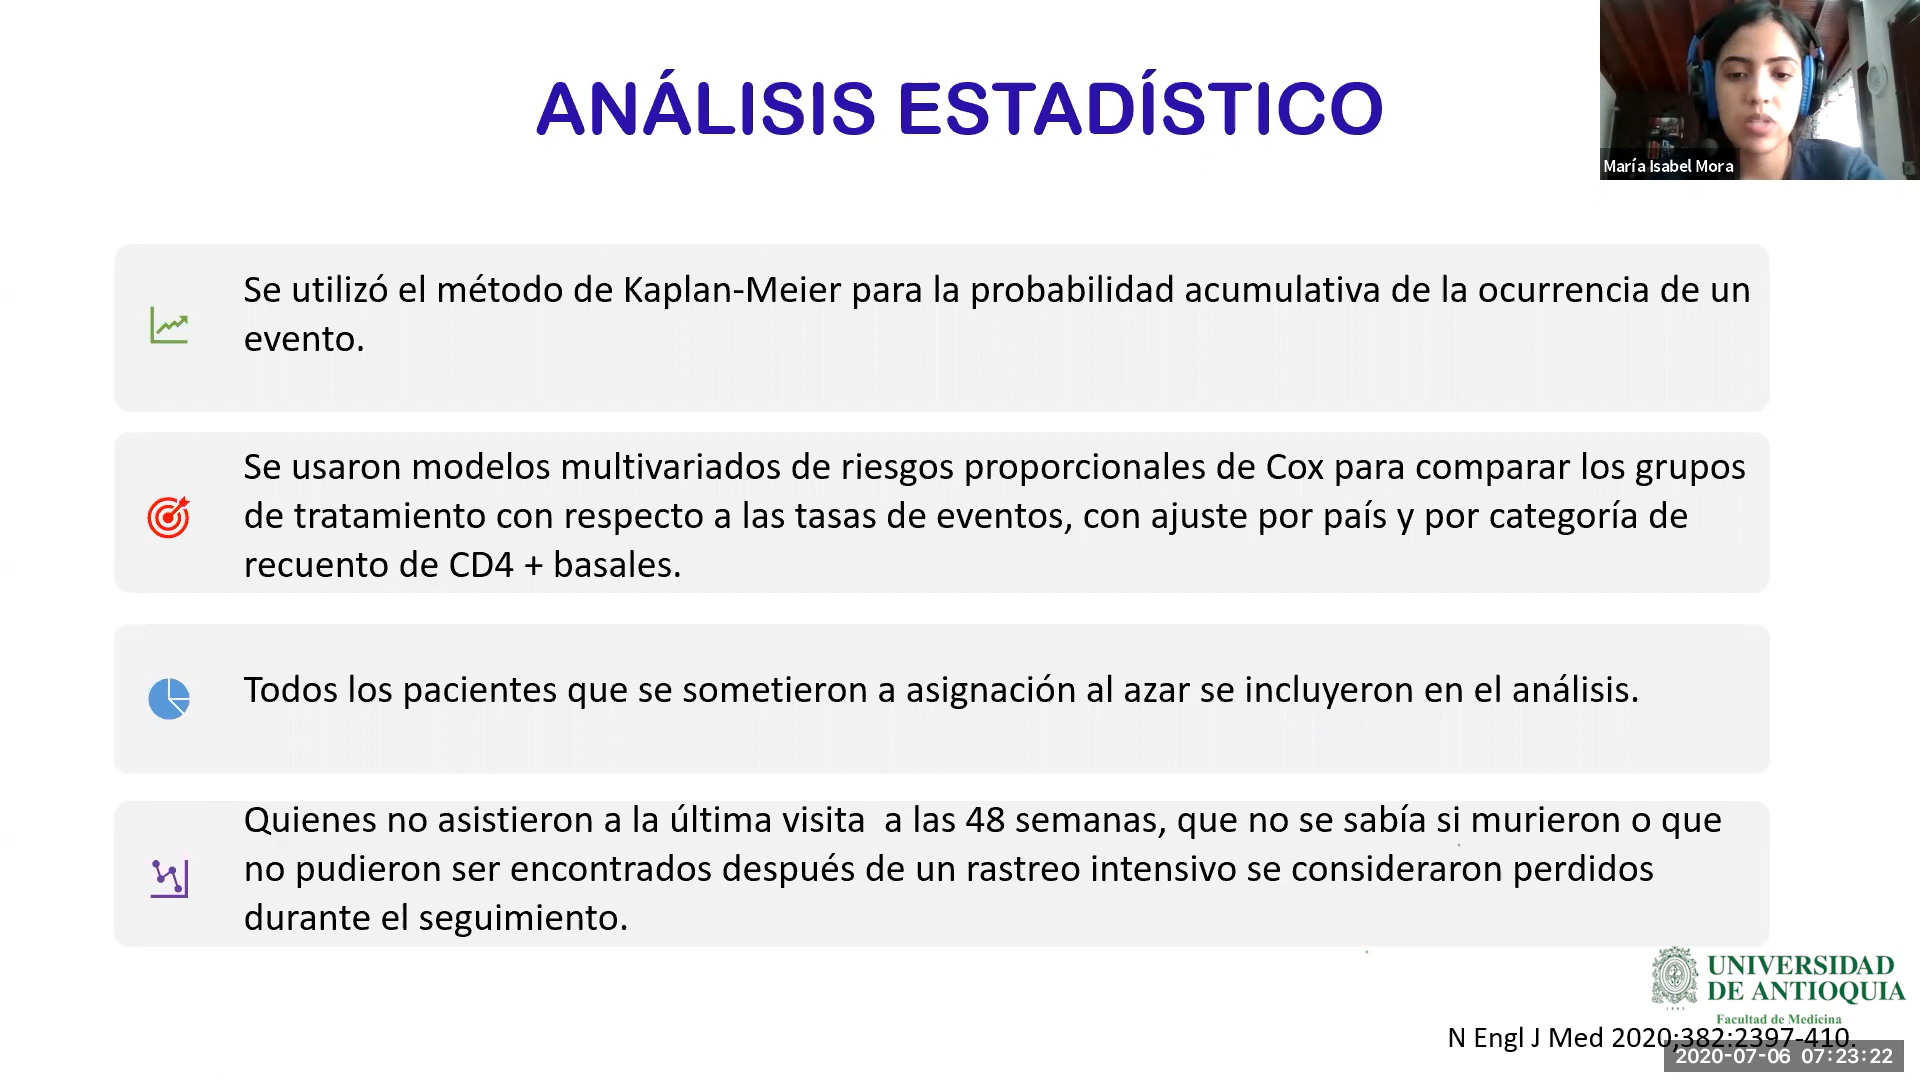 ANÁLISIS ESTADÍSTICO
María Isabel Mora
Se utilizó el método de Kaplan-Meier para la probabilidad acumulativa de la ocurrencia de un
evento.
Se usaron modelos multivariados de riesgos proporcionales de Cox para comparar los grupos
de tratamiento con respecto a las tasas de eventos, con ajuste por país y por categoría de
recuento de CD4 + basales.
Todos los pacientes que se sometieron a asignación al azar se incluyeron en el análisis.
Quienes no asistieron a la última visita  a las 48 semanas, que no se sabía si murieron o que
no pudieron ser encontrados después de un rastreo intensivo se consideraron perdidos
durante el seguimiento.
UNIVERSIDAD
DE ANTIOQUIA
1803
Facultad de Medicina
N Engl J Med 2020;382:2397-410.
2020-07-06 07:23:22